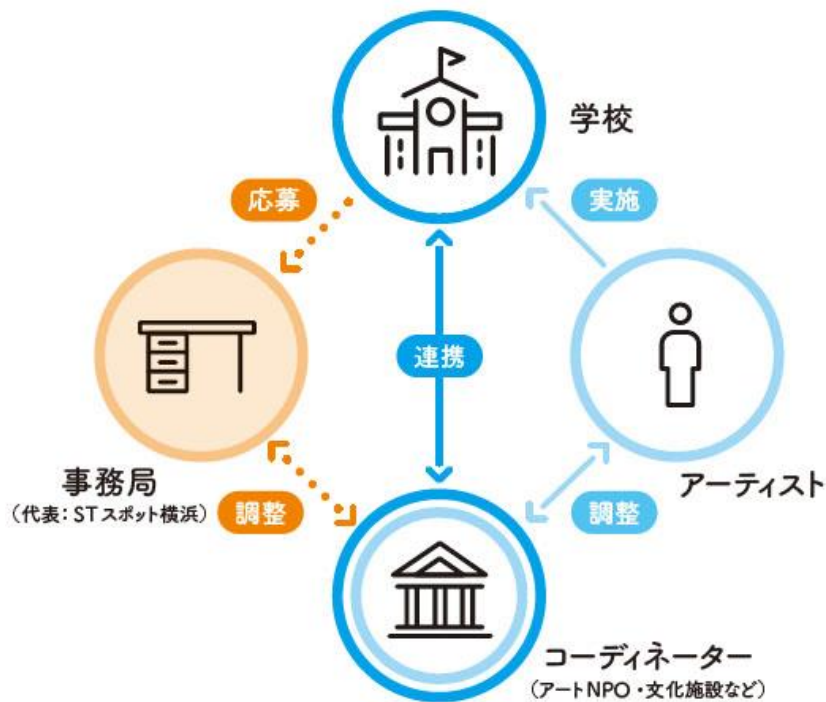 学校
応募
実施
連携
事務局
(代表:STスポット横浜)
調整
アーティスト
調整
コーディネーター
(アートNPO・文化施設など)